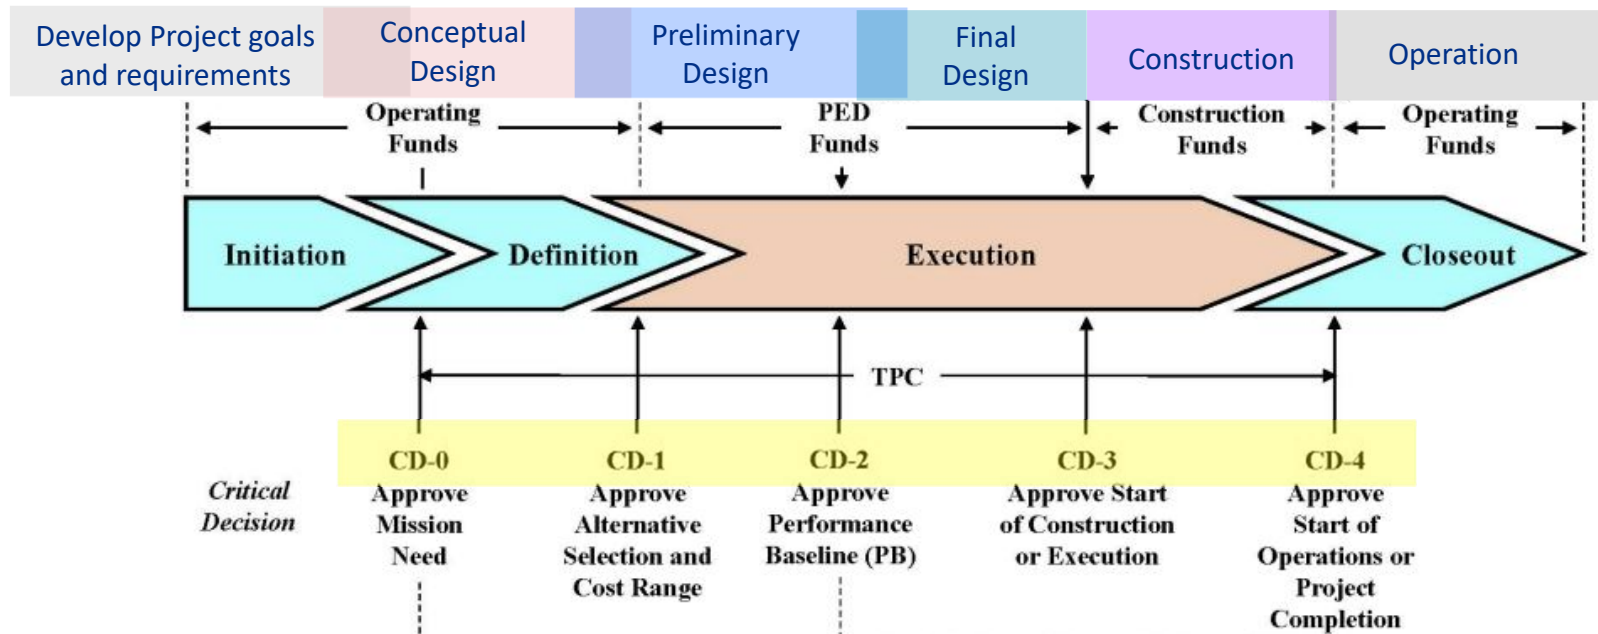 Develop Project goals
and requirements
Conceptual
Design
Preliminary
Design
Final
Design
Construction
Operation
Operating
Funds
PED
Funds
Construction
Funds
Operating
Funds
Initiation
Definition
Execution
Closeout
TPC
Critical
Decision
CD-0
Approve
Mission
Need
CD-1
Approve
Alternative
Selection and
Cost Range
CD-2
Approve
Performance
Baseline (PB)
CD-3
Approve Start
of Construction
or Execution
CD-4
Approve
Start of
Operations or
Project
Completion